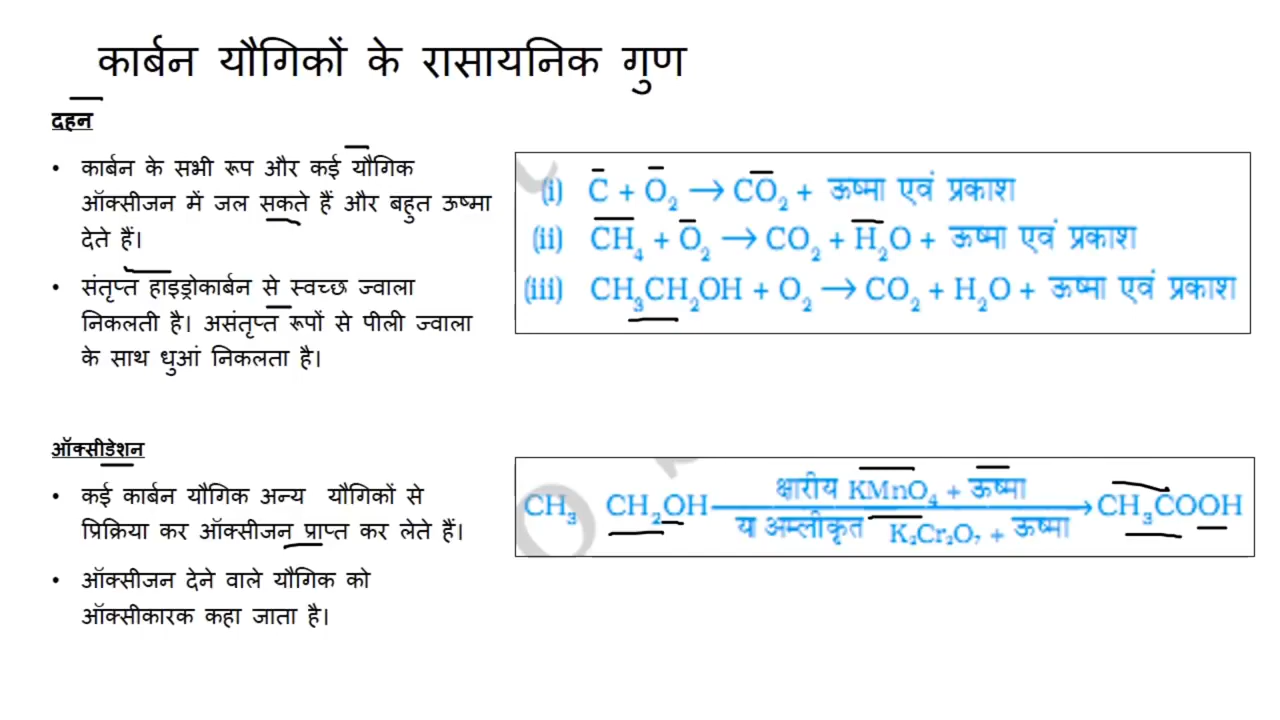 कार्बन यौगिकों के रासायनिक गुण
दहन
• कार्बन के सभी रूप और कई यौगिक
ऑक्सीजन में जल सकते हैं और बहुत ऊष्मा
देते हैं।
• संतृप्त हाइड्रोकार्बन से स्वच्छ ज्वाला
निकलती है। असंतृप्त रूपों से पीली ज्वाला
के साथ धुआं निकलता है।
(i) C + O₂ → CO₂ + ऊष्मा एवं प्रकाश
(ii) CH₄ + O₂ → CO₂ + H₂O + ऊष्मा एवं प्रकाश
(iii) CH₃CH₂OH + O₂ → CO₂ + H₂O + ऊष्मा एवं प्रकाश
ऑक्सीडेशन
• कई कार्बन यौगिक अन्य यौगिकों से
प्रिक्रिया कर ऑक्सीजन प्राप्त कर लेते हैं।
• ऑक्सीजन देने वाले यौगिक को
ऑक्सीकारक कहा जाता है।
क्षारीय KMnO₄ + ऊष्मा
CH₃ CH₂OH → CH₃COOH
य अम्लीकृत K₂Cr₂O₇ + ऊष्मा